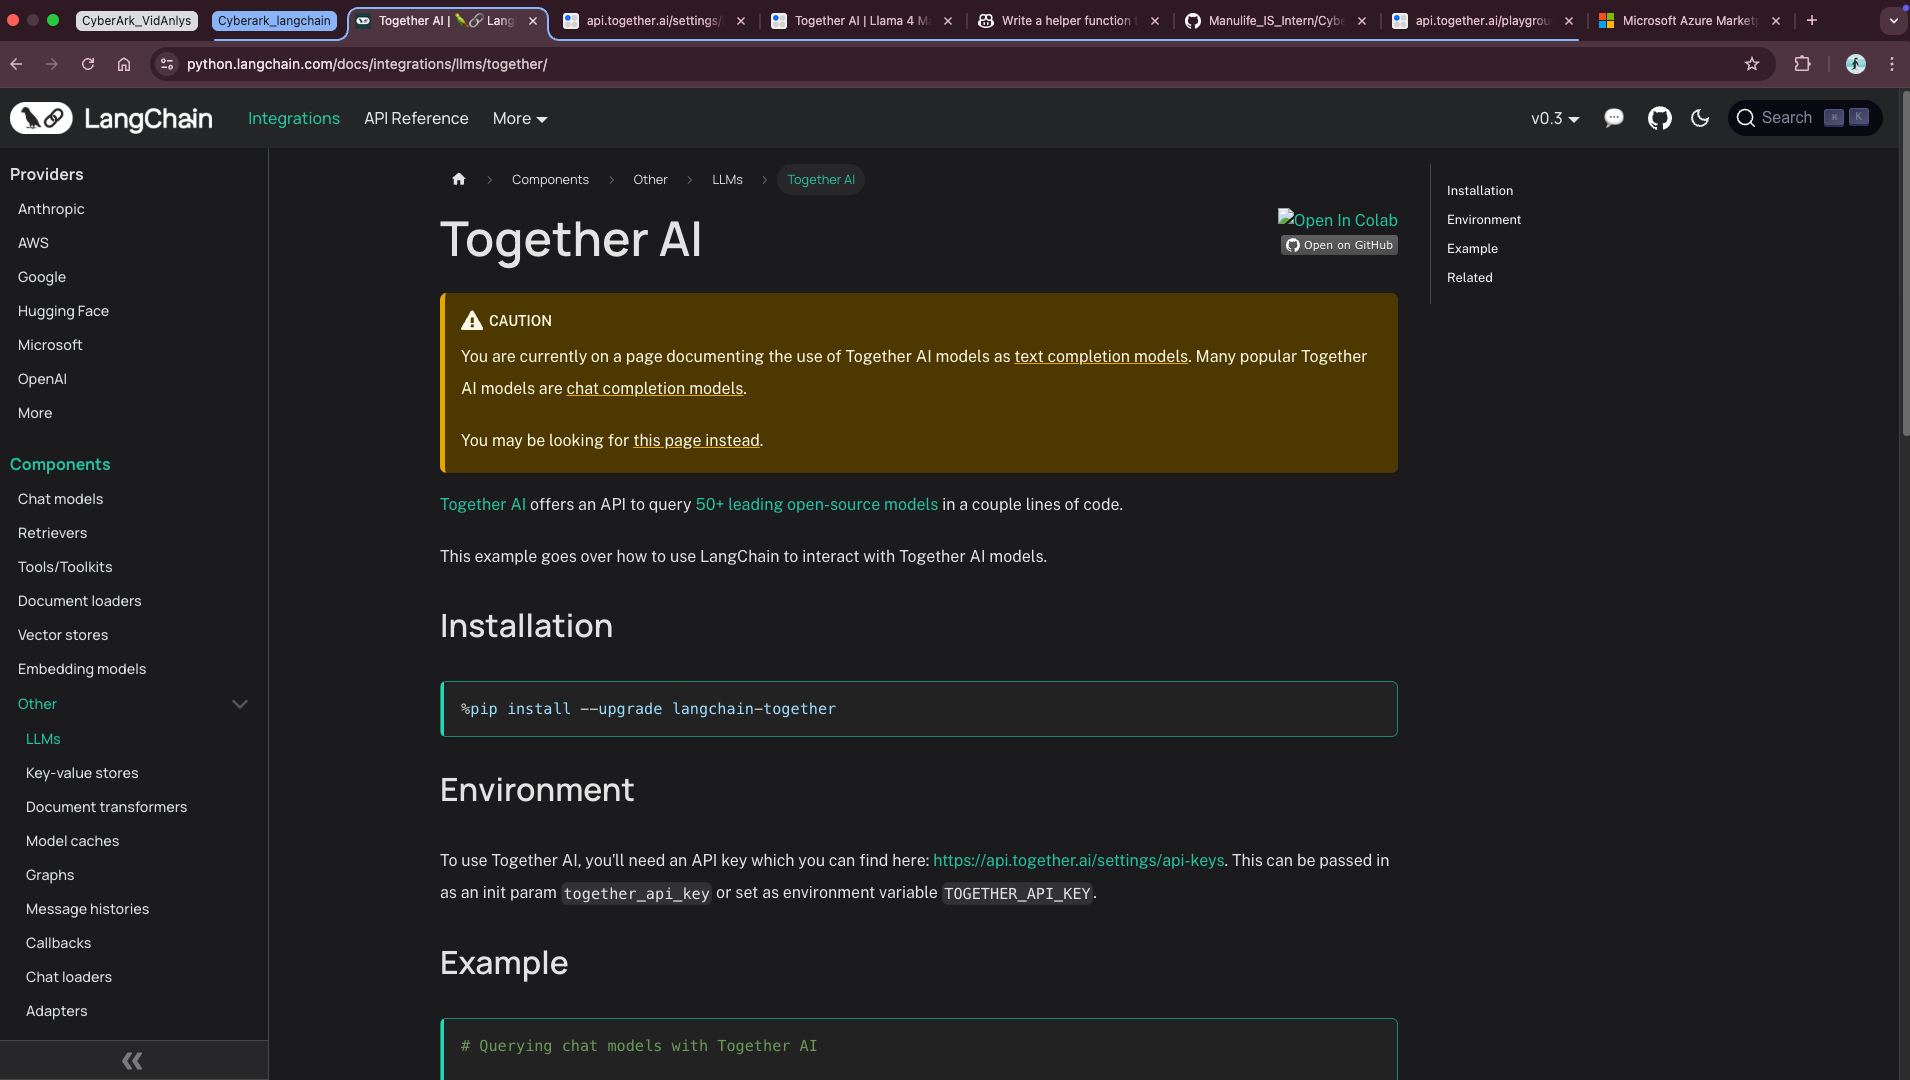 CyberArk_VidAnlys
Cyberark_langchain
Together AI | 🦜🔗 Lang
api.together.ai/settings/
Together AI | Llama 4 Ma
Write a helper function
Manulife_IS_Intern/Cybe
api.together.ai/playgrou
Microsoft Azure Marketp
python.langchain.com/docs/integrations/llms/together/
LangChain
Integrations
API Reference
More
v0.3
Search
K
Providers
Anthropic
AWS
Google
Hugging Face
Microsoft
OpenAI
More
Components
Chat models
Retrievers
Tools/Toolkits
Document loaders
Vector stores
Embedding models
Other
LLMs
Key-value stores
Document transformers
Model caches
Graphs
Message histories
Callbacks
Chat loaders
Adapters
Components
Other
LLMs
Together AI
Together AI
Open In Colab
Open on GitHub
CAUTION
You are currently on a page documenting the use of Together AI models as text completion models. Many popular Together
AI models are chat completion models.
You may be looking for this page instead.
Together AI offers an API to query 50+ leading open-source models in a couple lines of code.
This example goes over how to use LangChain to interact with Together AI models.
Installation
%pip install --upgrade langchain-together
Environment
To use Together AI, you'll need an API key which you can find here: https://api.together.ai/settings/api-keys. This can be passed in
as an init param together_api_key or set as environment variable TOGETHER_API_KEY.
Example
# Querying chat models with Together AI
Installation
Environment
Example
Related